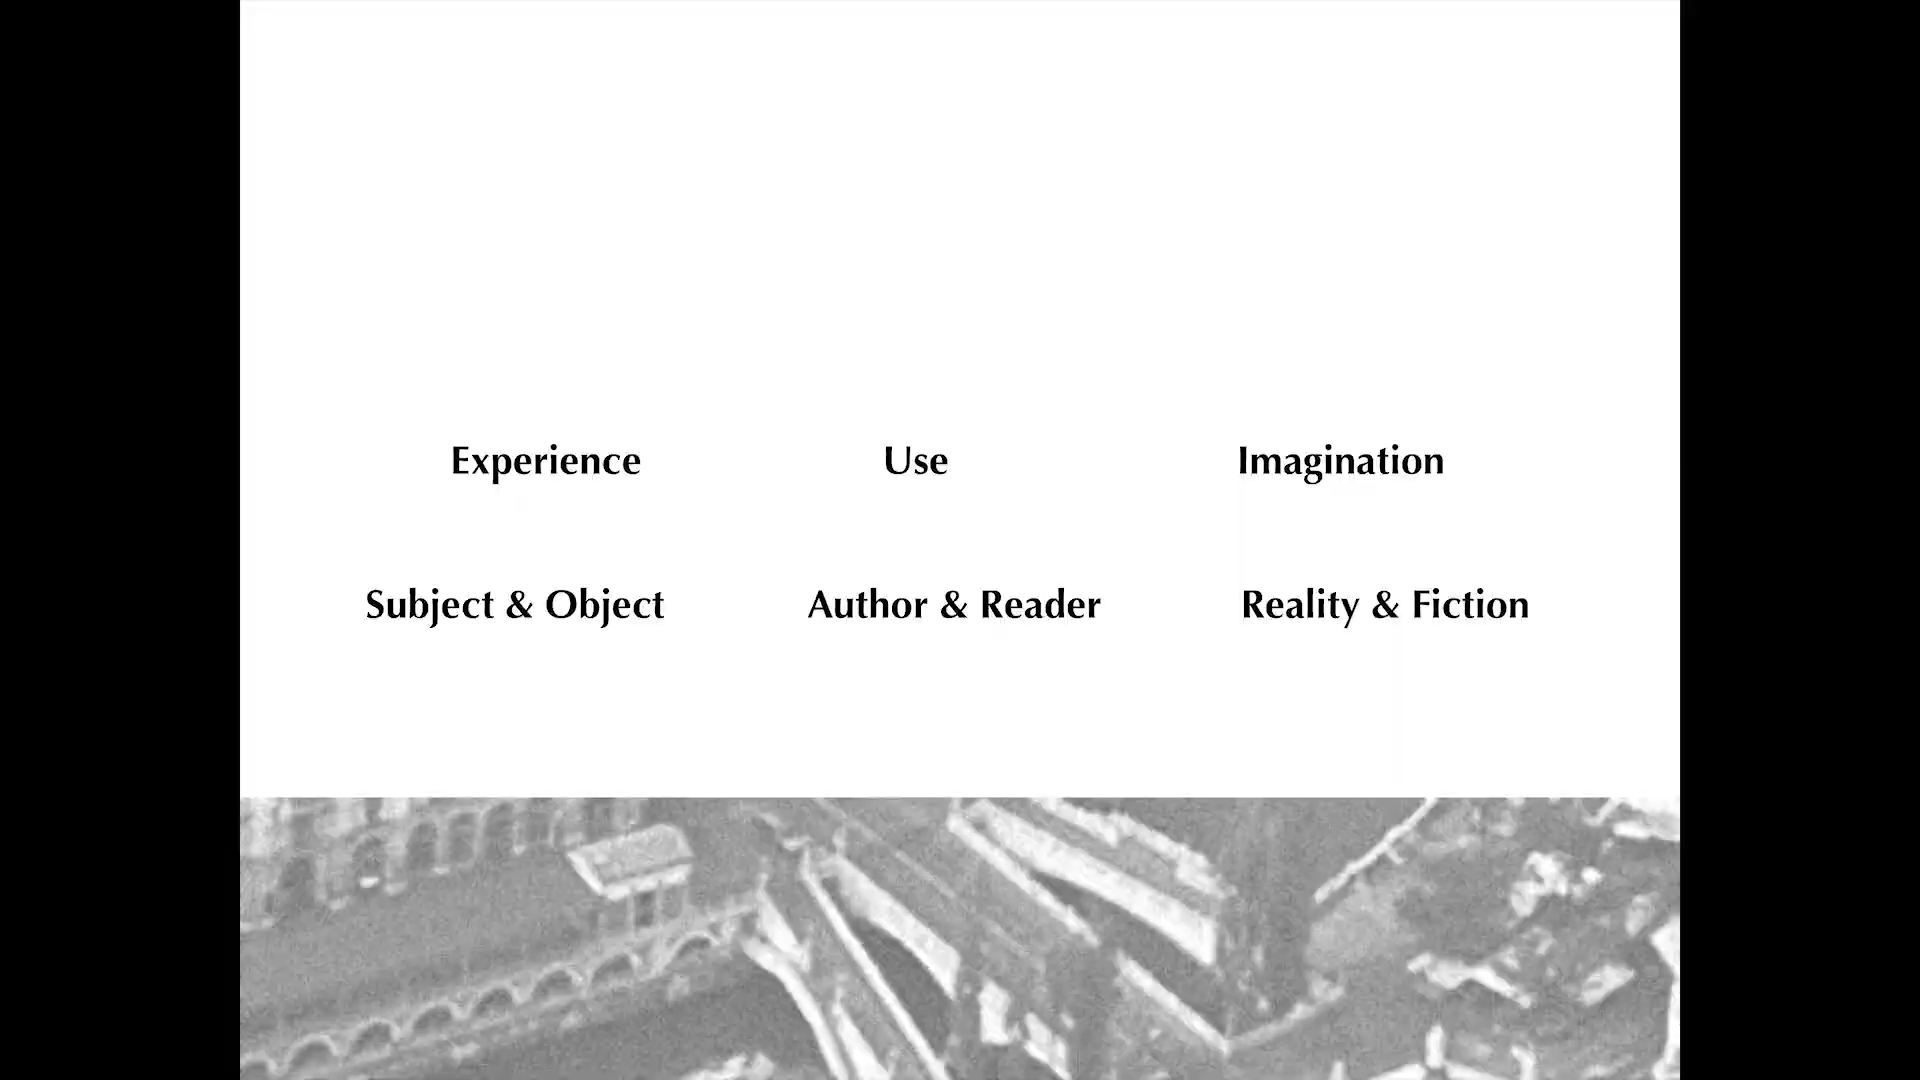 Experience Use Imagination
Subject & Object Author & Reader Reality & Fiction